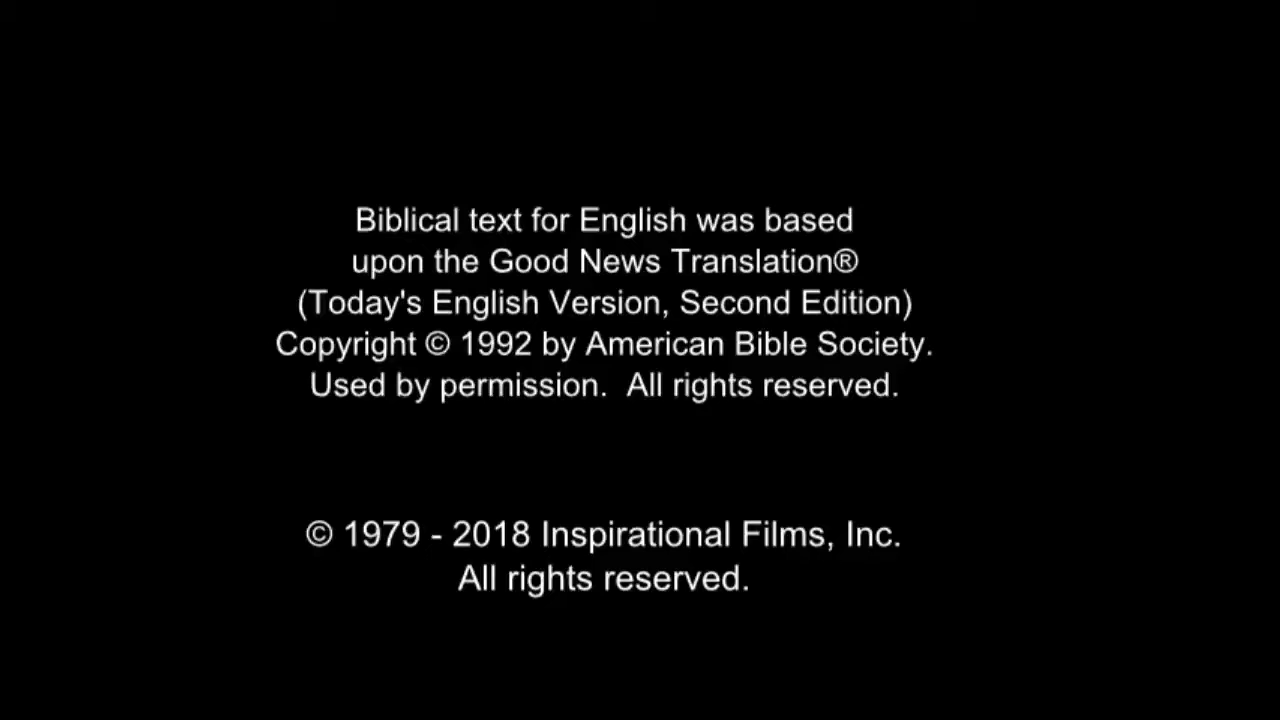 Biblical text for English was based
upon the Good News Translation®
(Today's English Version, Second Edition)
Copyright © 1992 by American Bible Society.
Used by permission.  All rights reserved.
© 1979 - 2018 Inspirational Films, Inc.
All rights reserved.